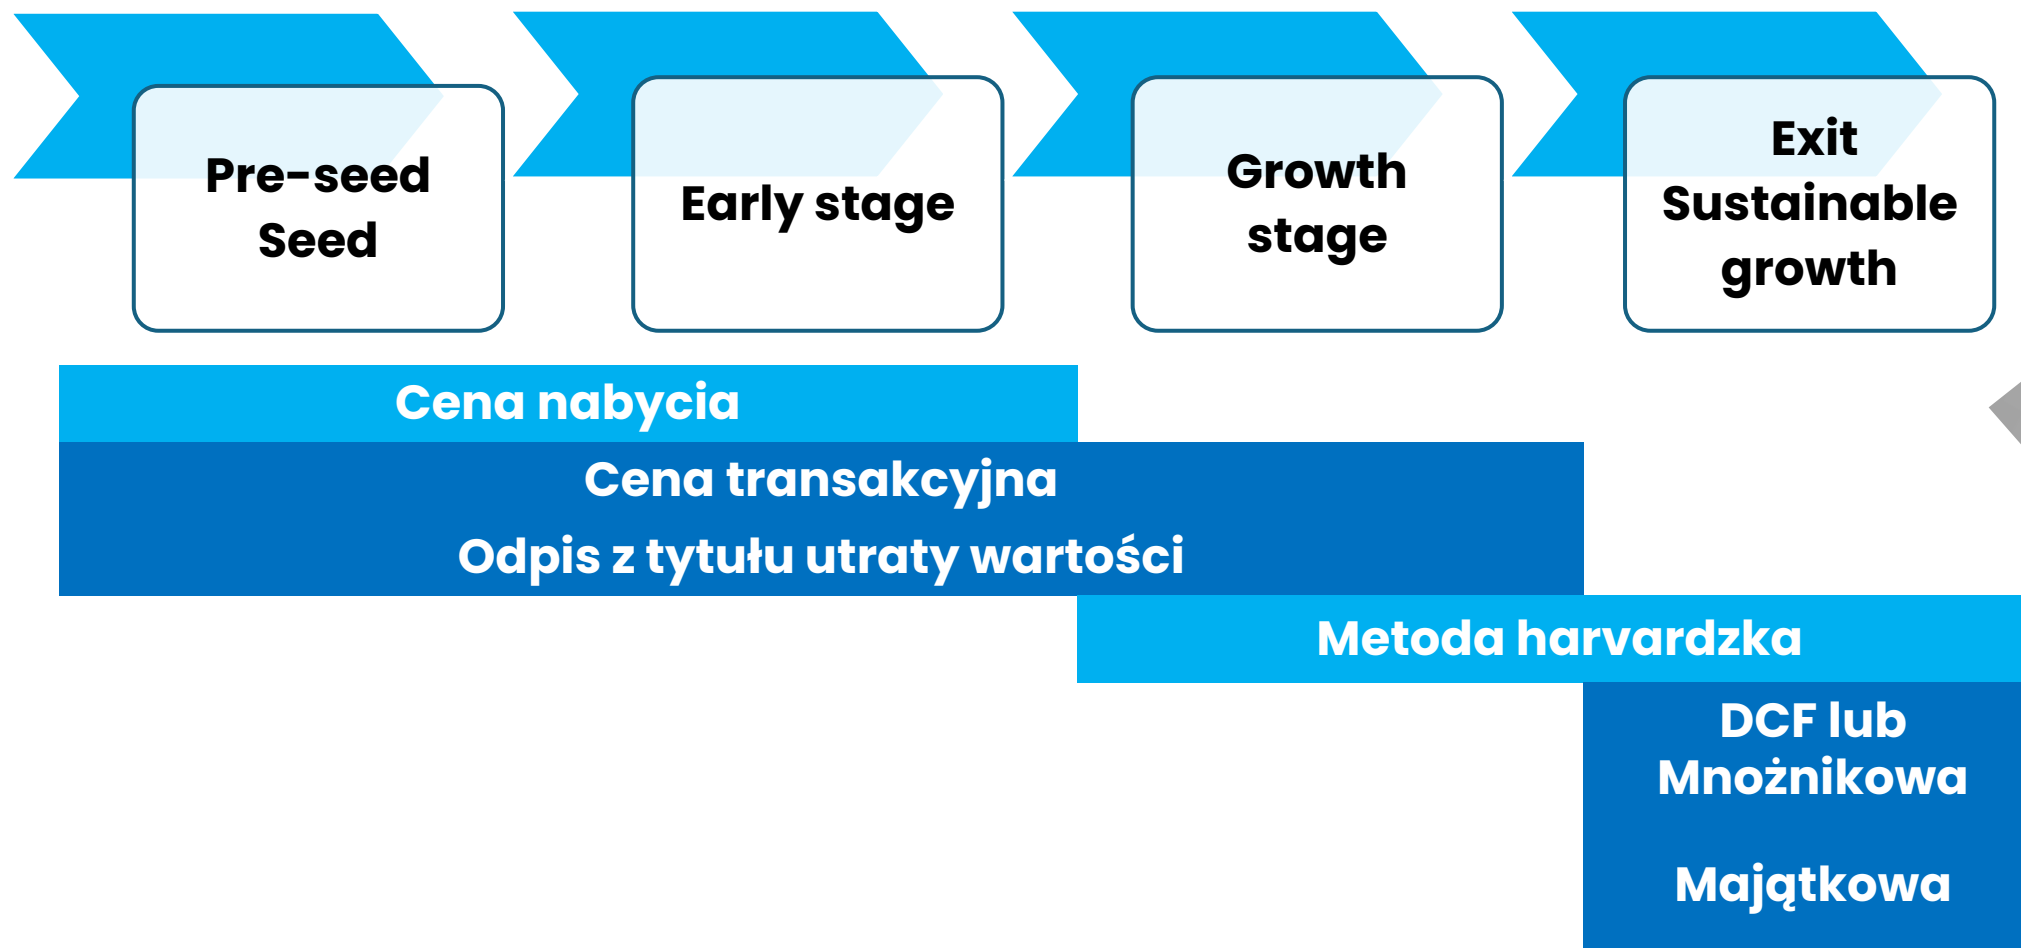 Pre-seed
Seed
Early stage
Growth
stage
Exit
Sustainable
growth
Cena nabycia
Cena transakcyjna
Odpis z tytułu utraty wartości
Metoda harvardzka
DCF lub
Mnożnikowa
Majątkowa